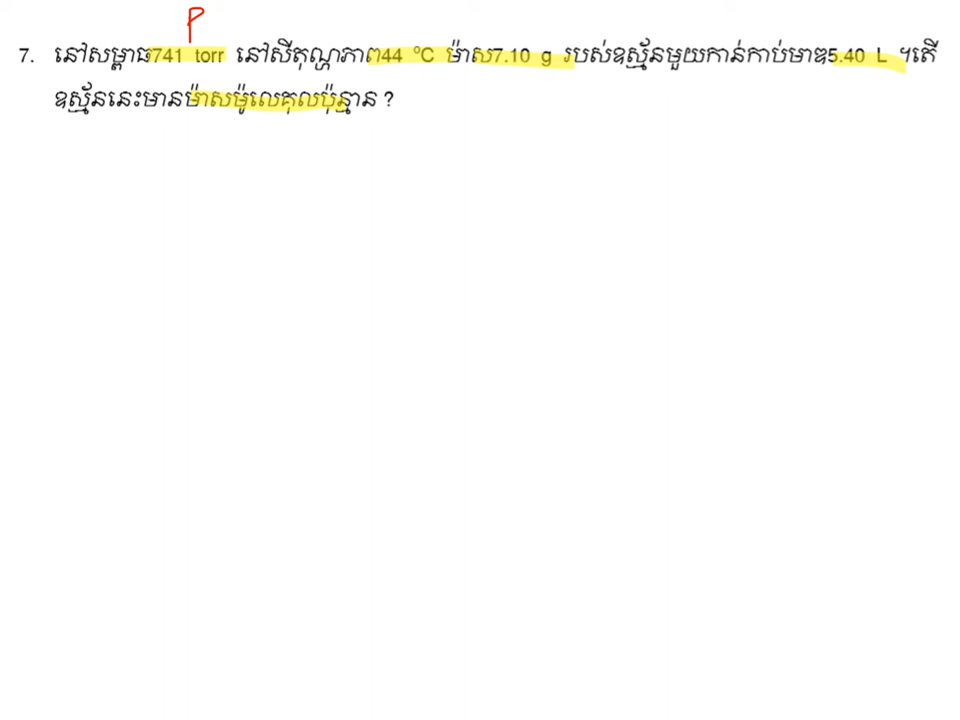 P
7. នៅសម្ពាធ741 torr នៅសីតុណ្ហភាព44 °C ម៉ាស7.10 g របស់ឧស្ម័នមួយកាន់កាប់មាឌ5.40 L ។តើ
ឧស្ម័ននេះមានម៉ាសម៉ូលេគុលប៉ុន្មាន ?